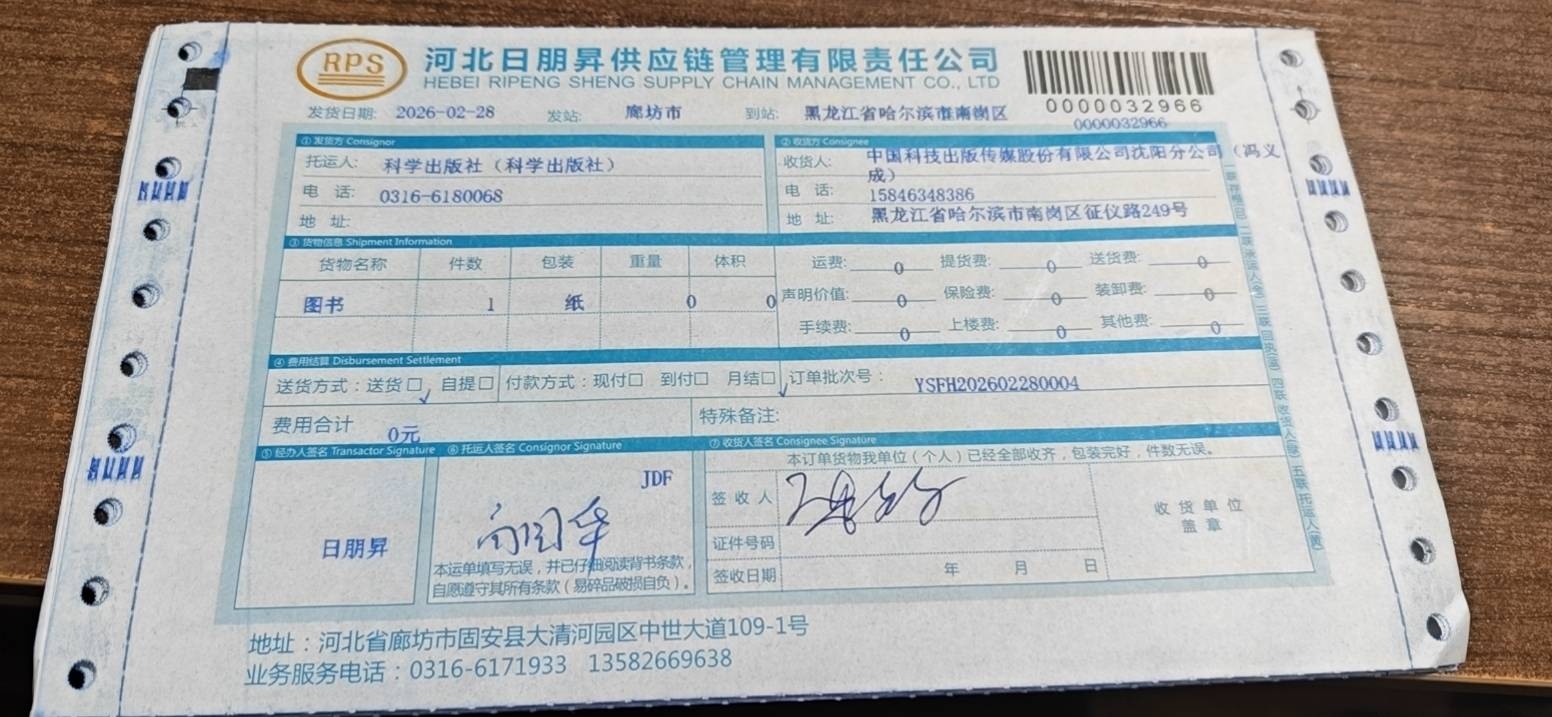 RPS
河北日朋昇供应链管理有限责任公司
HEBEI RIPENG SHENG SUPPLY CHAIN MANAGEMENT CO., LTD
0000032966
0000032966
发货日期: 2026-02-28 发站: 廊坊市 到站: 黑龙江省哈尔滨市南岗区
①发货方 Consignor
托运人: 科学出版社（科学出版社）
电 话: 0316-6180068
地 址:
②收货方 Consignee
收货人: 中国科技出版传媒股份有限公司沈阳分公司（冯义
成）
电 话: 15846348386
地 址: 黑龙江省哈尔滨市南岗区征仪路249号
③货物信息 Shipment Information
货物名称 件数 包装 重量 体积
图书 1 纸 0 0
运费: 0 提货费: 0 送货费: 0
声明价值: 0 保险费: 0 装卸费: 0
手续费: 0 上楼费: 0 其他费: 0
④费用结算 Disbursement Settlement
送货方式：送货□✓ 自提□ 付款方式：现付□ 到付□ 月结□✓ 订单批次号： YSFH202602280004
费用合计 0元 特殊备注:
⑤经办人签名 Transactor Signature
日朋昇
⑥托运人签名 Consignor Signature
JDF
本运单填写无误，并已仔细阅读背书条款，
自愿遵守其所有条款（易碎品破损自负）。
⑦收货人签名 Consignee Signature
本订单货物我单位（个人）已经全部收齐，包装完好，件数无误。
签收人
证件号码
签收日期 年 月 日
收货单位
盖章
地址：河北省廊坊市固安县大清河园区中世大道109-1号
业务服务电话：0316-6171933 13582669638